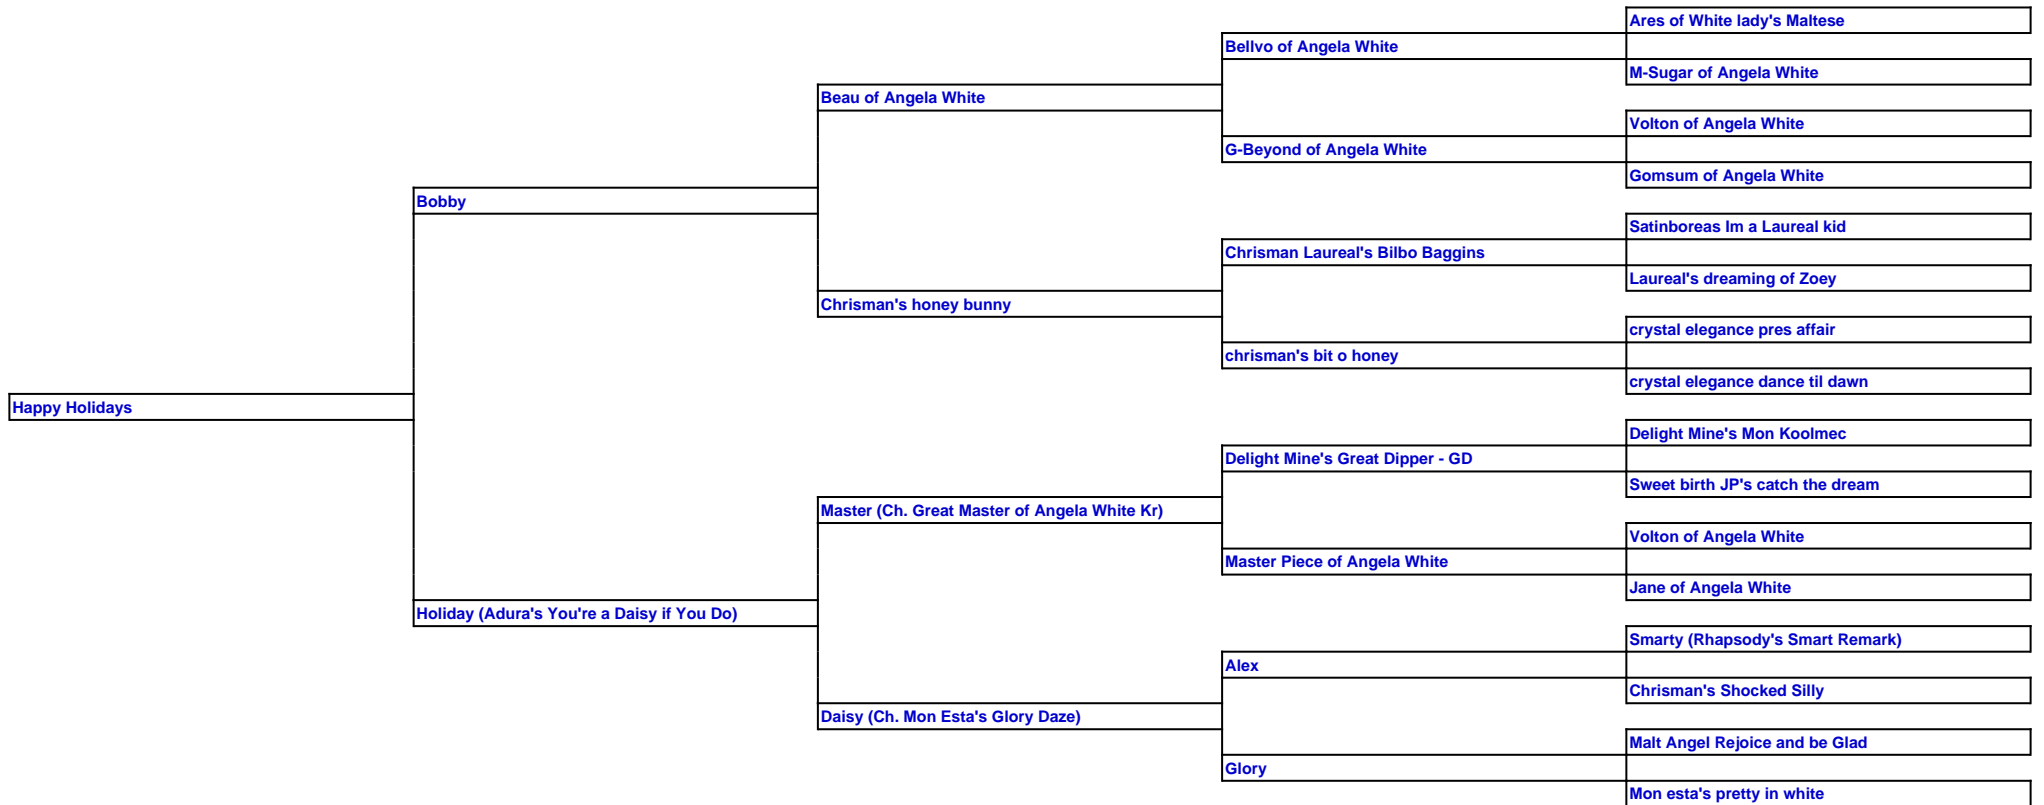 Ares of White lady's Maltese
Bellvo of Angela White
M-Sugar of Angela White
Beau of Angela White
Volton of Angela White
G-Beyond of Angela White
Gomsum of Angela White
Bobby
Satinboreas Im a Laureal kid
Chrisman Laureal's Bilbo Baggins
Laureal's dreaming of Zoey
Chrisman's honey bunny
crystal elegance pres affair
chrisman's bit o honey
crystal elegance dance til dawn
Happy Holidays
Delight Mine's Mon Koolmec
Delight Mine's Great Dipper - GD
Sweet birth JP's catch the dream
Master (Ch. Great Master of Angela White Kr)
Volton of Angela White
Master Piece of Angela White
Jane of Angela White
Holiday (Adura's You're a Daisy if You Do)
Smarty (Rhapsody's Smart Remark)
Alex
Chrisman's Shocked Silly
Daisy (Ch. Mon Esta's Glory Daze)
Malt Angel Rejoice and be Glad
Glory
Mon esta's pretty in white